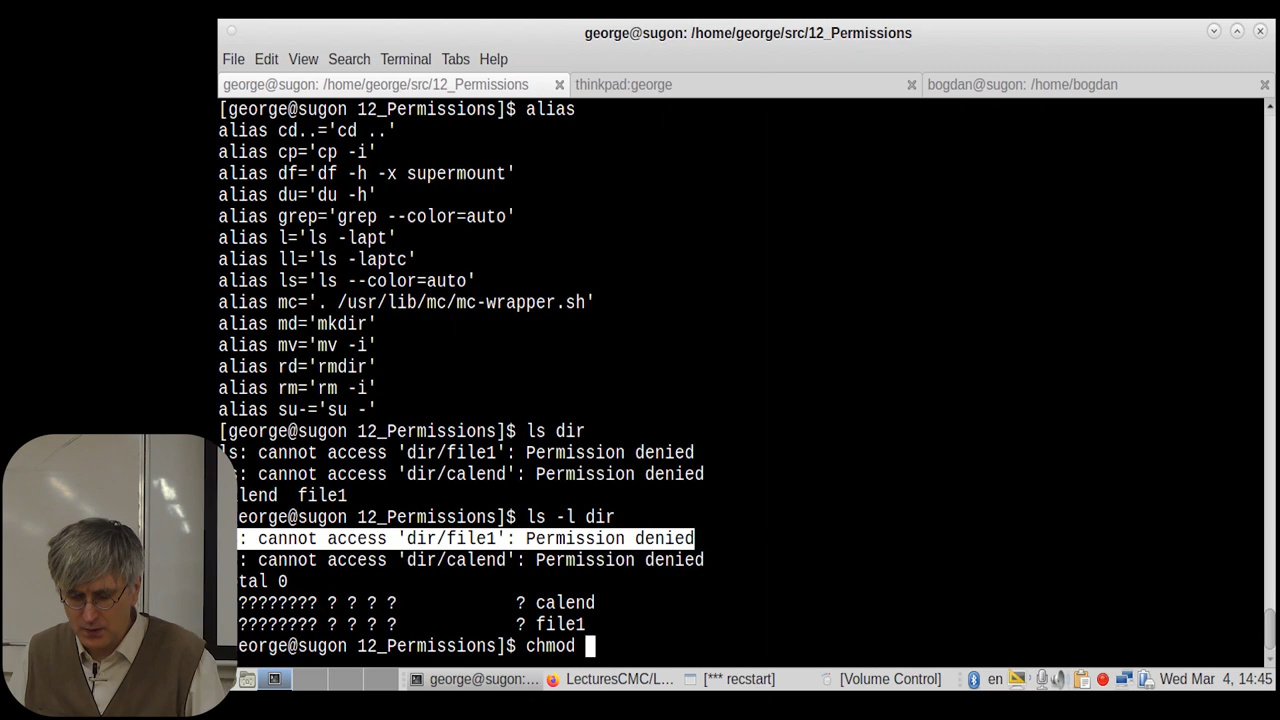 george@sugon: /home/george/src/12_Permissions
File Edit View Search Terminal Tabs Help
george@sugon: /home/george/src/12_Permissions
thinkpad:george
bogdan@sugon: /home/bogdan
[george@sugon 12_Permissions]$ alias
alias cd..='cd ..'
alias cp='cp -i'
alias df='df -h -x supermount'
alias du='du -h'
alias grep='grep --color=auto'
alias l='ls -lapt'
alias ll='ls -laptc'
alias ls='ls --color=auto'
alias mc='. /usr/lib/mc/mc-wrapper.sh'
alias md='mkdir'
alias mv='mv -i'
alias rd='rmdir'
alias rm='rm -i'
alias su-='su -'
[george@sugon 12_Permissions]$ ls dir
ls: cannot access 'dir/file1': Permission denied
s: cannot access 'dir/calend': Permission denied
lend file1
eorge@sugon 12_Permissions]$ ls -l dir
: cannot access 'dir/file1': Permission denied
: cannot access 'dir/calend': Permission denied
tal 0
???????? ? ? ? ? ? calend
???????? ? ? ? ? ? file1
eorge@sugon 12_Permissions]$ chmod
george@sugon:... LecturesCMC/L... [*** recstart] [Volume Control] en Wed Mar 4, 14:45